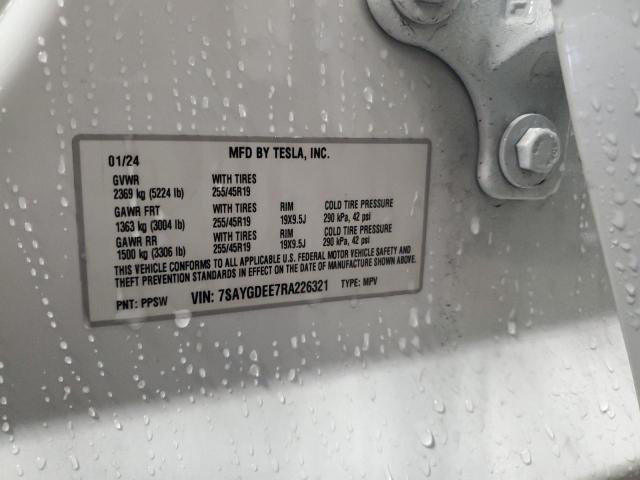 01/24 MFD BY TESLA, INC.
GVWR WITH TIRES
2369 kg (5224 lb) 255/45R19
GAWR FRT WITH TIRES RIM COLD TIRE PRESSURE
1363 kg (3004 lb) 255/45R19 19X9.5J 290 kPa, 42 psi
GAWR RR WITH TIRES RIM COLD TIRE PRESSURE
1500 kg (3306 lb) 255/45R19 19X9.5J 290 kPa, 42 psi
THIS VEHICLE CONFORMS TO ALL APPLICABLE U.S. FEDERAL MOTOR VEHICLE SAFETY AND
THEFT PREVENTION STANDARDS IN EFFECT ON THE DATE OF MANUFACTURE SHOWN ABOVE.
PNT: PPSW VIN: 7SAYGDEE7RA226321 TYPE: MPV